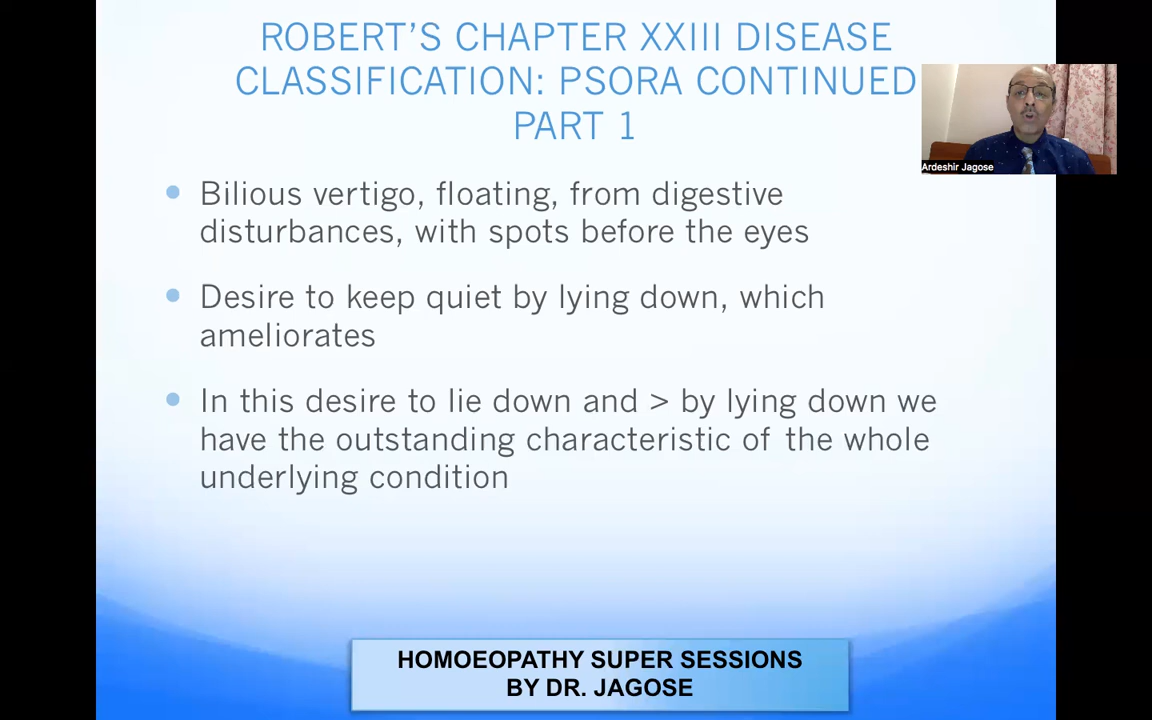 ROBERT'S CHAPTER XXIII DISEASE
CLASSIFICATION: PSORA CONTINUED
PART 1
Ardeshir Jagose
Bilious vertigo, floating, from digestive
disturbances, with spots before the eyes
Desire to keep quiet by lying down, which
ameliorates
In this desire to lie down and > by lying down we
have the outstanding characteristic of the whole
underlying condition
HOMOEOPATHY SUPER SESSIONS
BY DR. JAGOSE